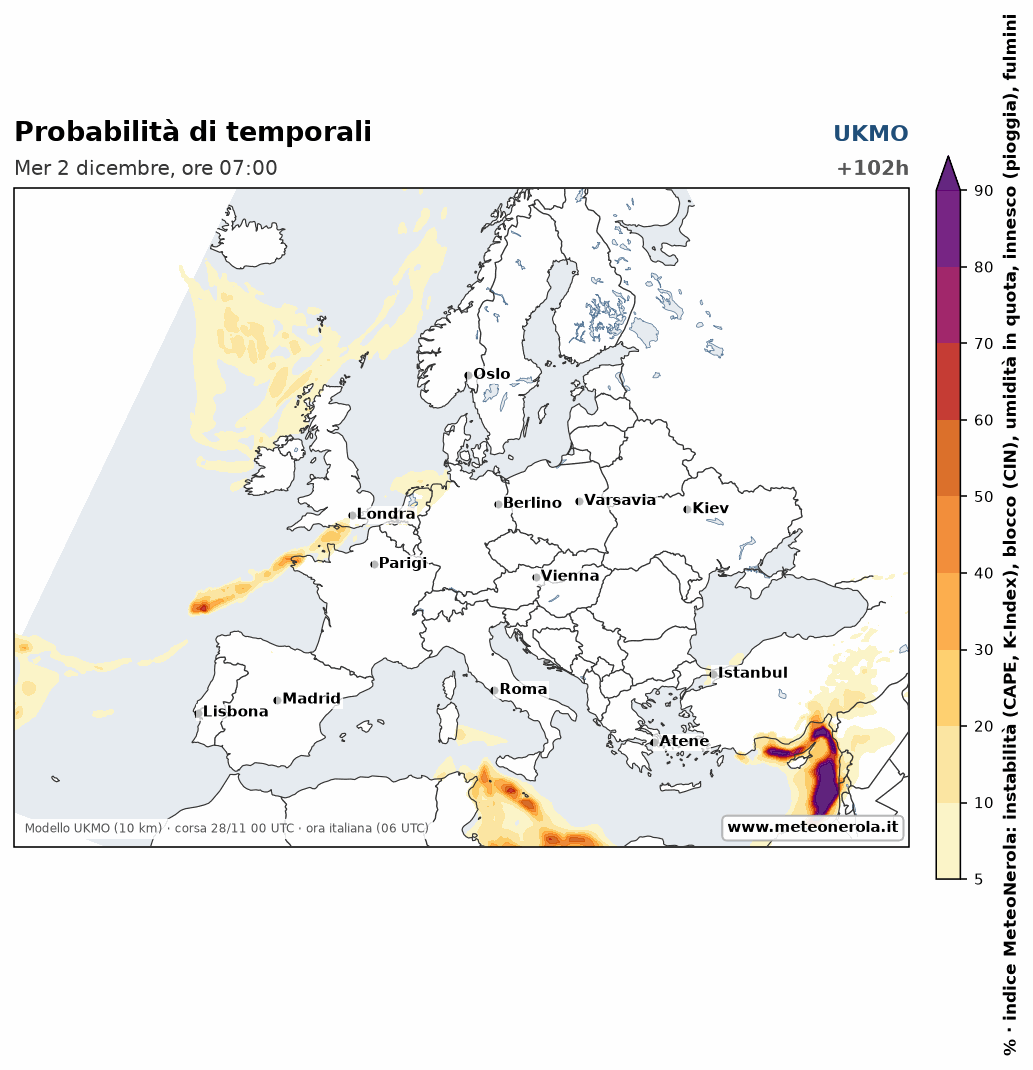 Probabilità di temporali
UKMO
Mer 2 dicembre, ore 07:00
+102h
90
80
70
60
50
40
30
20
10
5
% · indice MeteoNerola: instabilità (CAPE, K-Index), blocco (CIN), umidità in quota, innesco (pioggia), fulmini
Oslo
Londra
Berlino
Varsavia
Kiev
Parigi
Vienna
Istanbul
Roma
Madrid
Lisbona
Atene
Modello UKMO (10 km) · corsa 28/11 00 UTC · ora italiana (06 UTC)
www.meteonerola.it